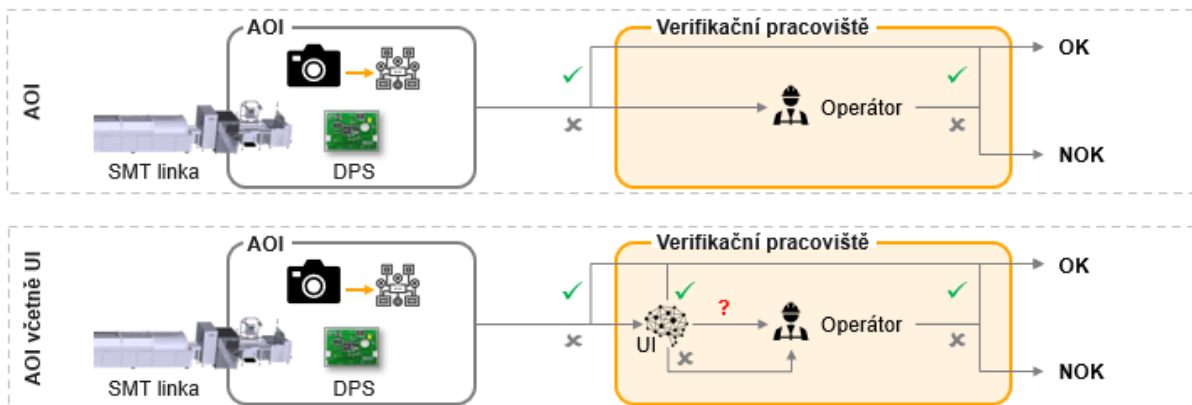 AOI
AOI
Verifikační pracoviště
OK
Operátor
SMT linka
DPS
NOK
AOI včetně UI
AOI
Verifikační pracoviště
OK
?
UI
Operátor
SMT linka
DPS
NOK